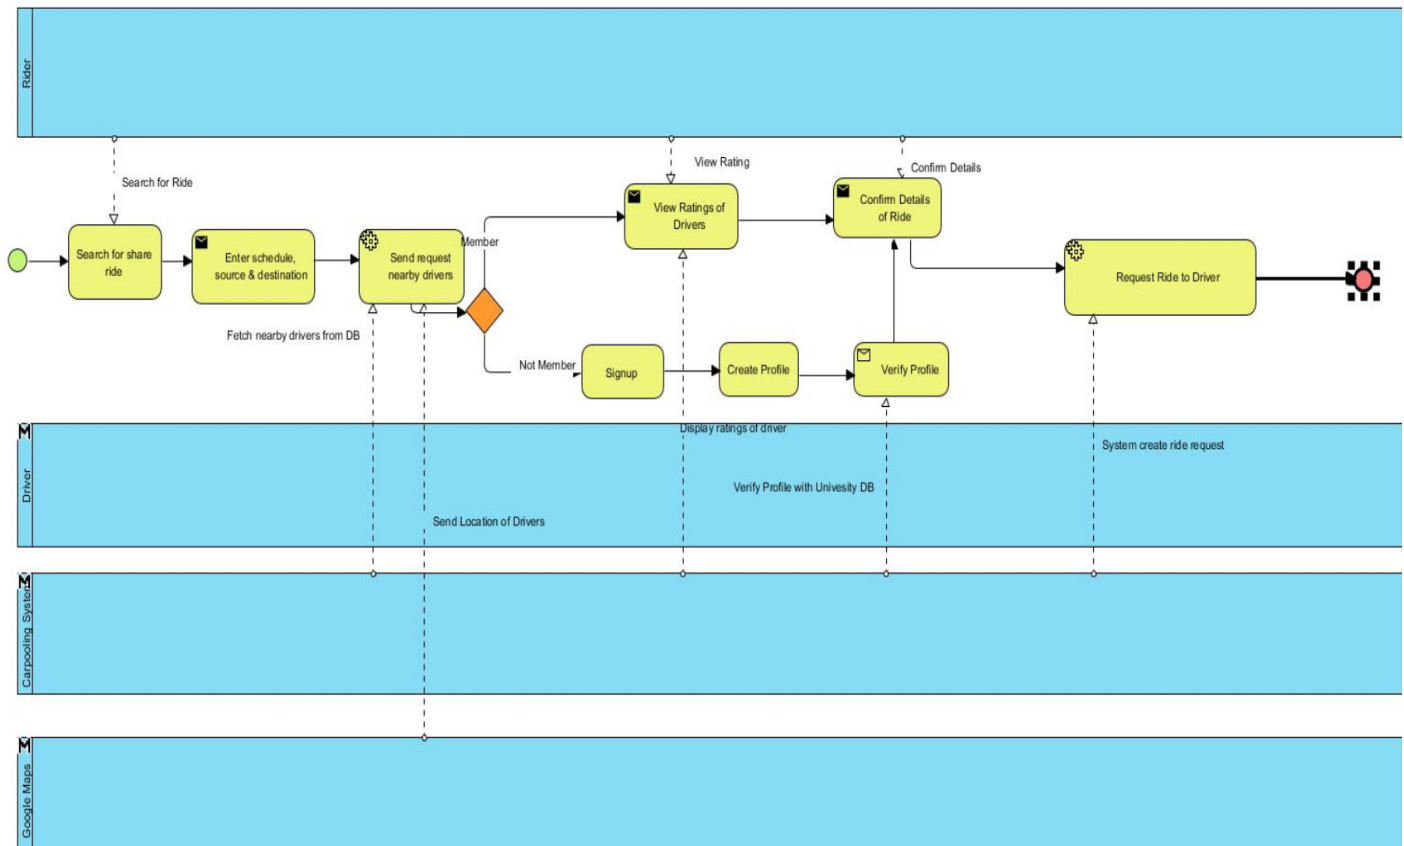 Rider
View Rating
Confirm Details
Search for Ride
View Ratings of
Drivers
Confirm Details
of Ride
Search for share
ride
Enter schedule,
source & destination
Send request
nearby drivers
Member
Request Ride to Driver
Fetch nearby drivers from DB
Not Member
Signup
Create Profile
Verify Profile
Driver
Display ratings of driver
System create ride request
Verify Profile with Univesity DB
Send Location of Drivers
Carpooling System
Google Maps